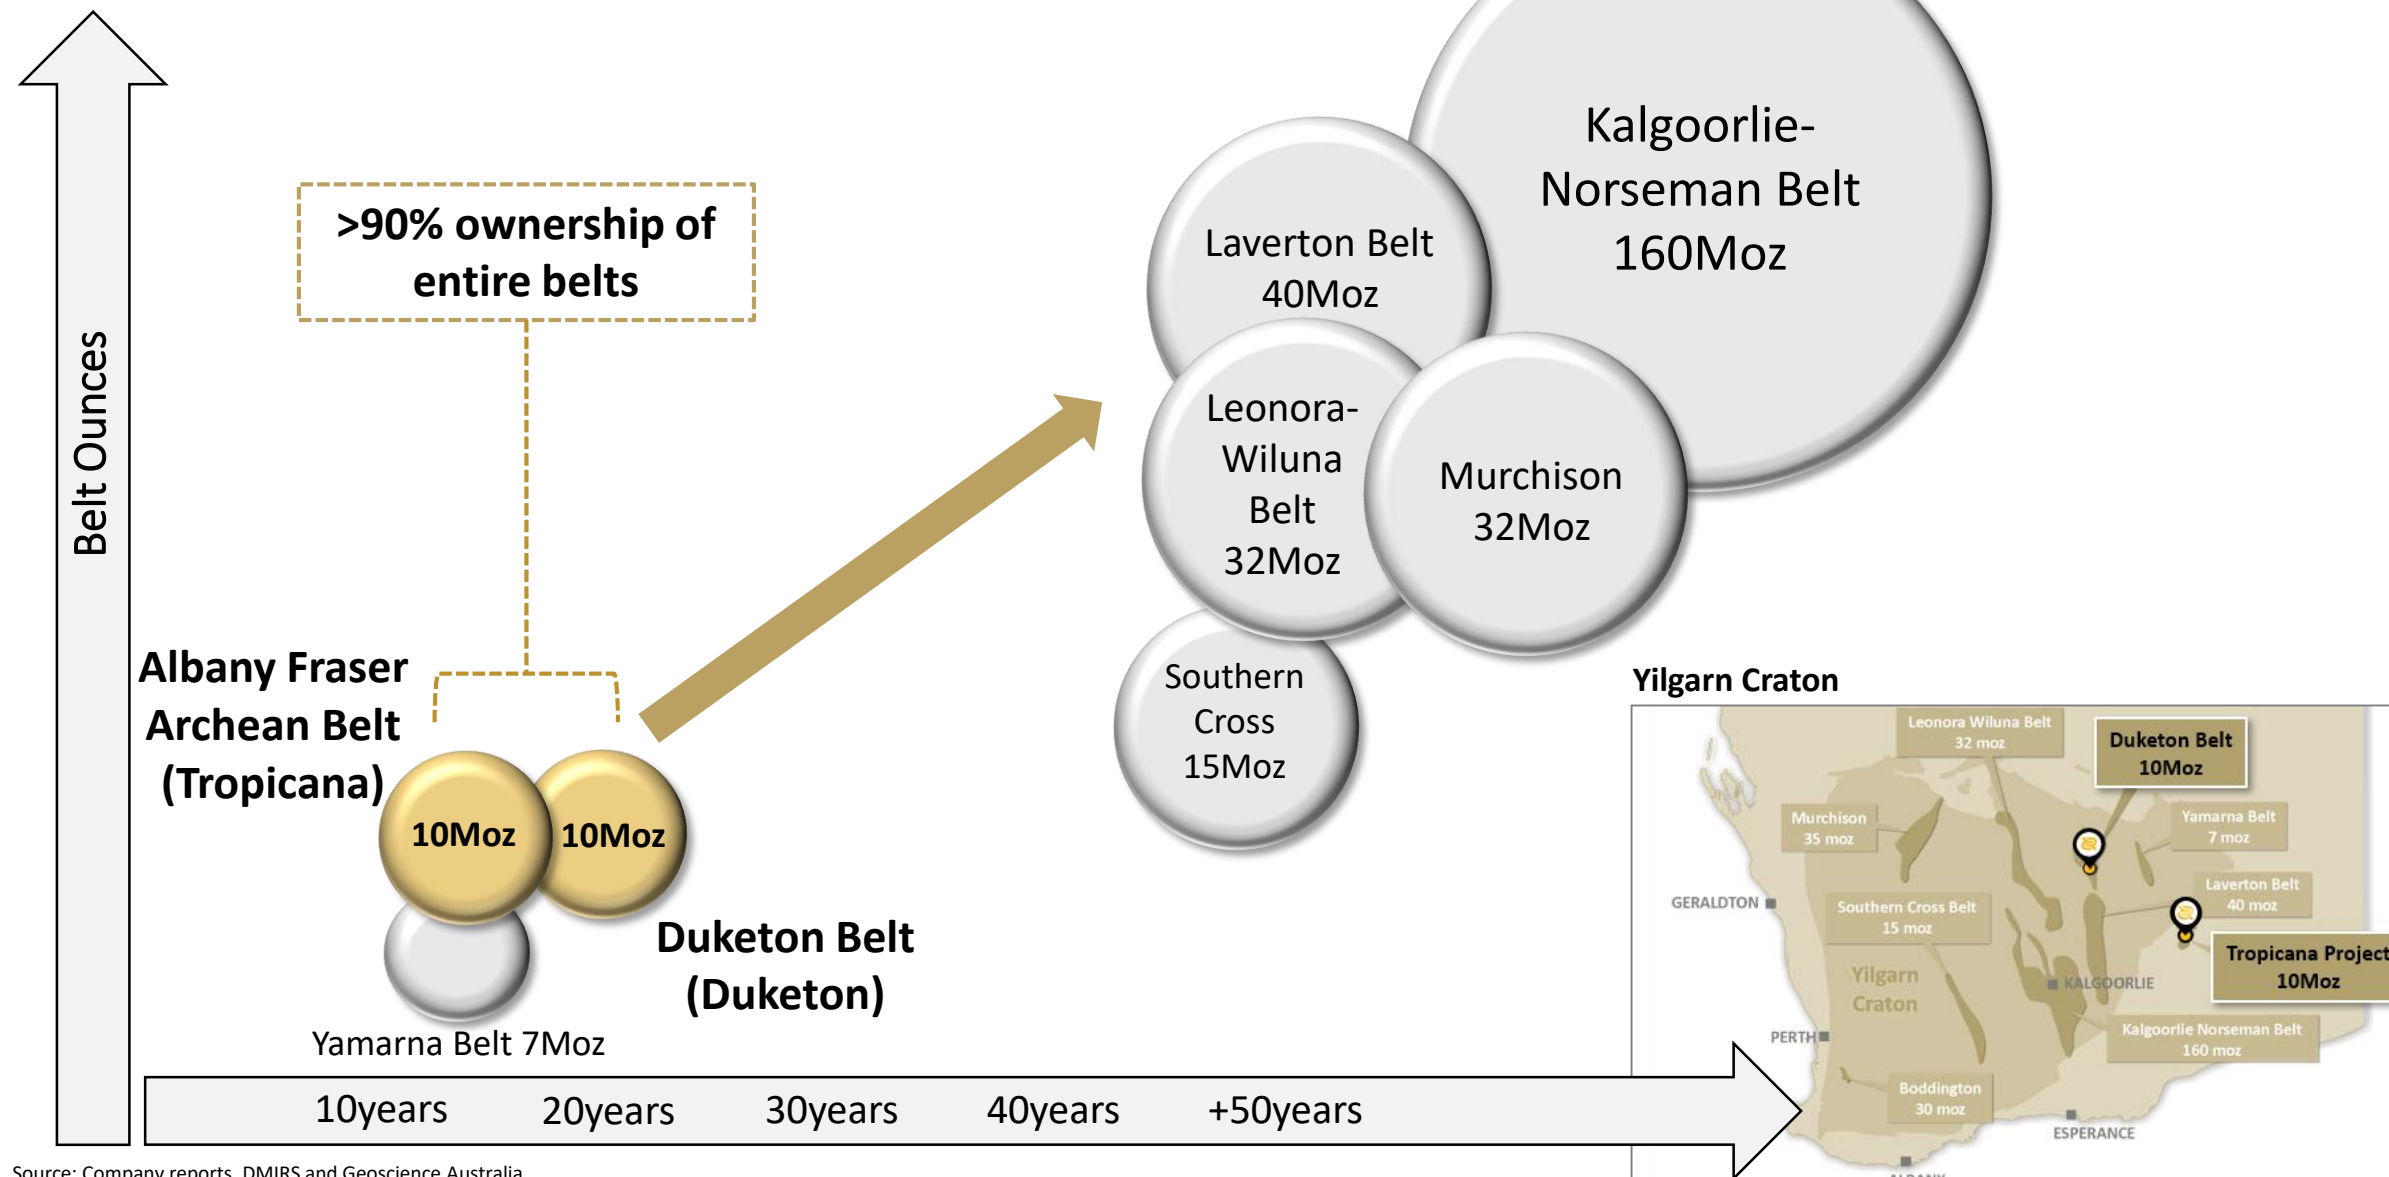 Belt Ounces
>90% ownership of
entire belts
Albany Fraser
Archean Belt
(Tropicana)
10Moz
10Moz
Duketon Belt
(Duketon)
Yamarna Belt 7Moz
Kalgoorlie-
Norseman Belt
160Moz
Laverton Belt
40Moz
Leonora-
Wiluna
Belt
32Moz
Murchison
32Moz
Southern
Cross
15Moz
10years
20years
30years
40years
+50years
Yilgarn Craton
Leonora Wiluna Belt
32 moz
Duketon Belt
10Moz
Murchison
35 moz
Yamarna Belt
7 moz
Laverton Belt
40 moz
GERALDTON
Southern Cross Belt
15 moz
Tropicana Project
10Moz
Yilgarn
Craton
KALGOORLIE
PERTH
Kalgoorlie Norseman Belt
160 moz
Boddington
30 moz
ESPERANCE
ALBANY
Source: Company reports, DMIRS and Geoscience Australia